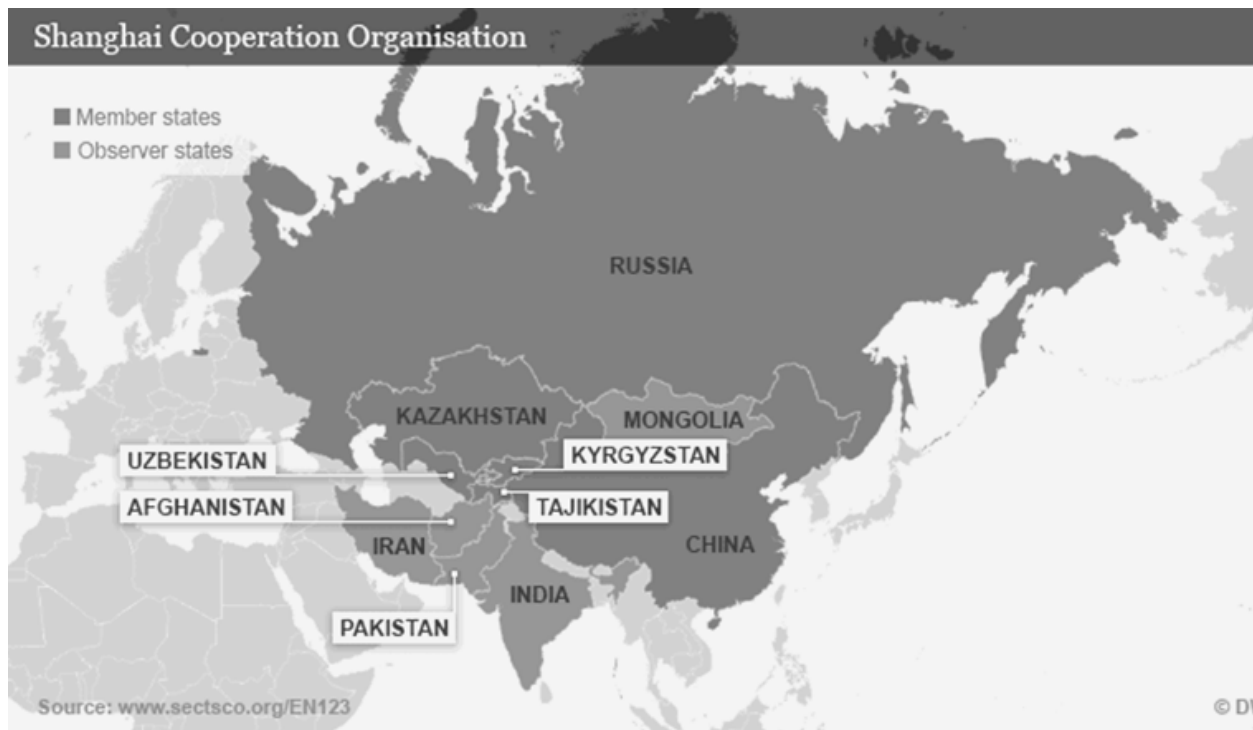 Shanghai Cooperation Organisation
Member states
Observer states
RUSSIA
KAZAKHSTAN
MONGOLIA
UZBEKISTAN
KYRGYZSTAN
AFGHANISTAN
TAJIKISTAN
IRAN
CHINA
INDIA
PAKISTAN
Source: www.sectsco.org/EN123
© DW